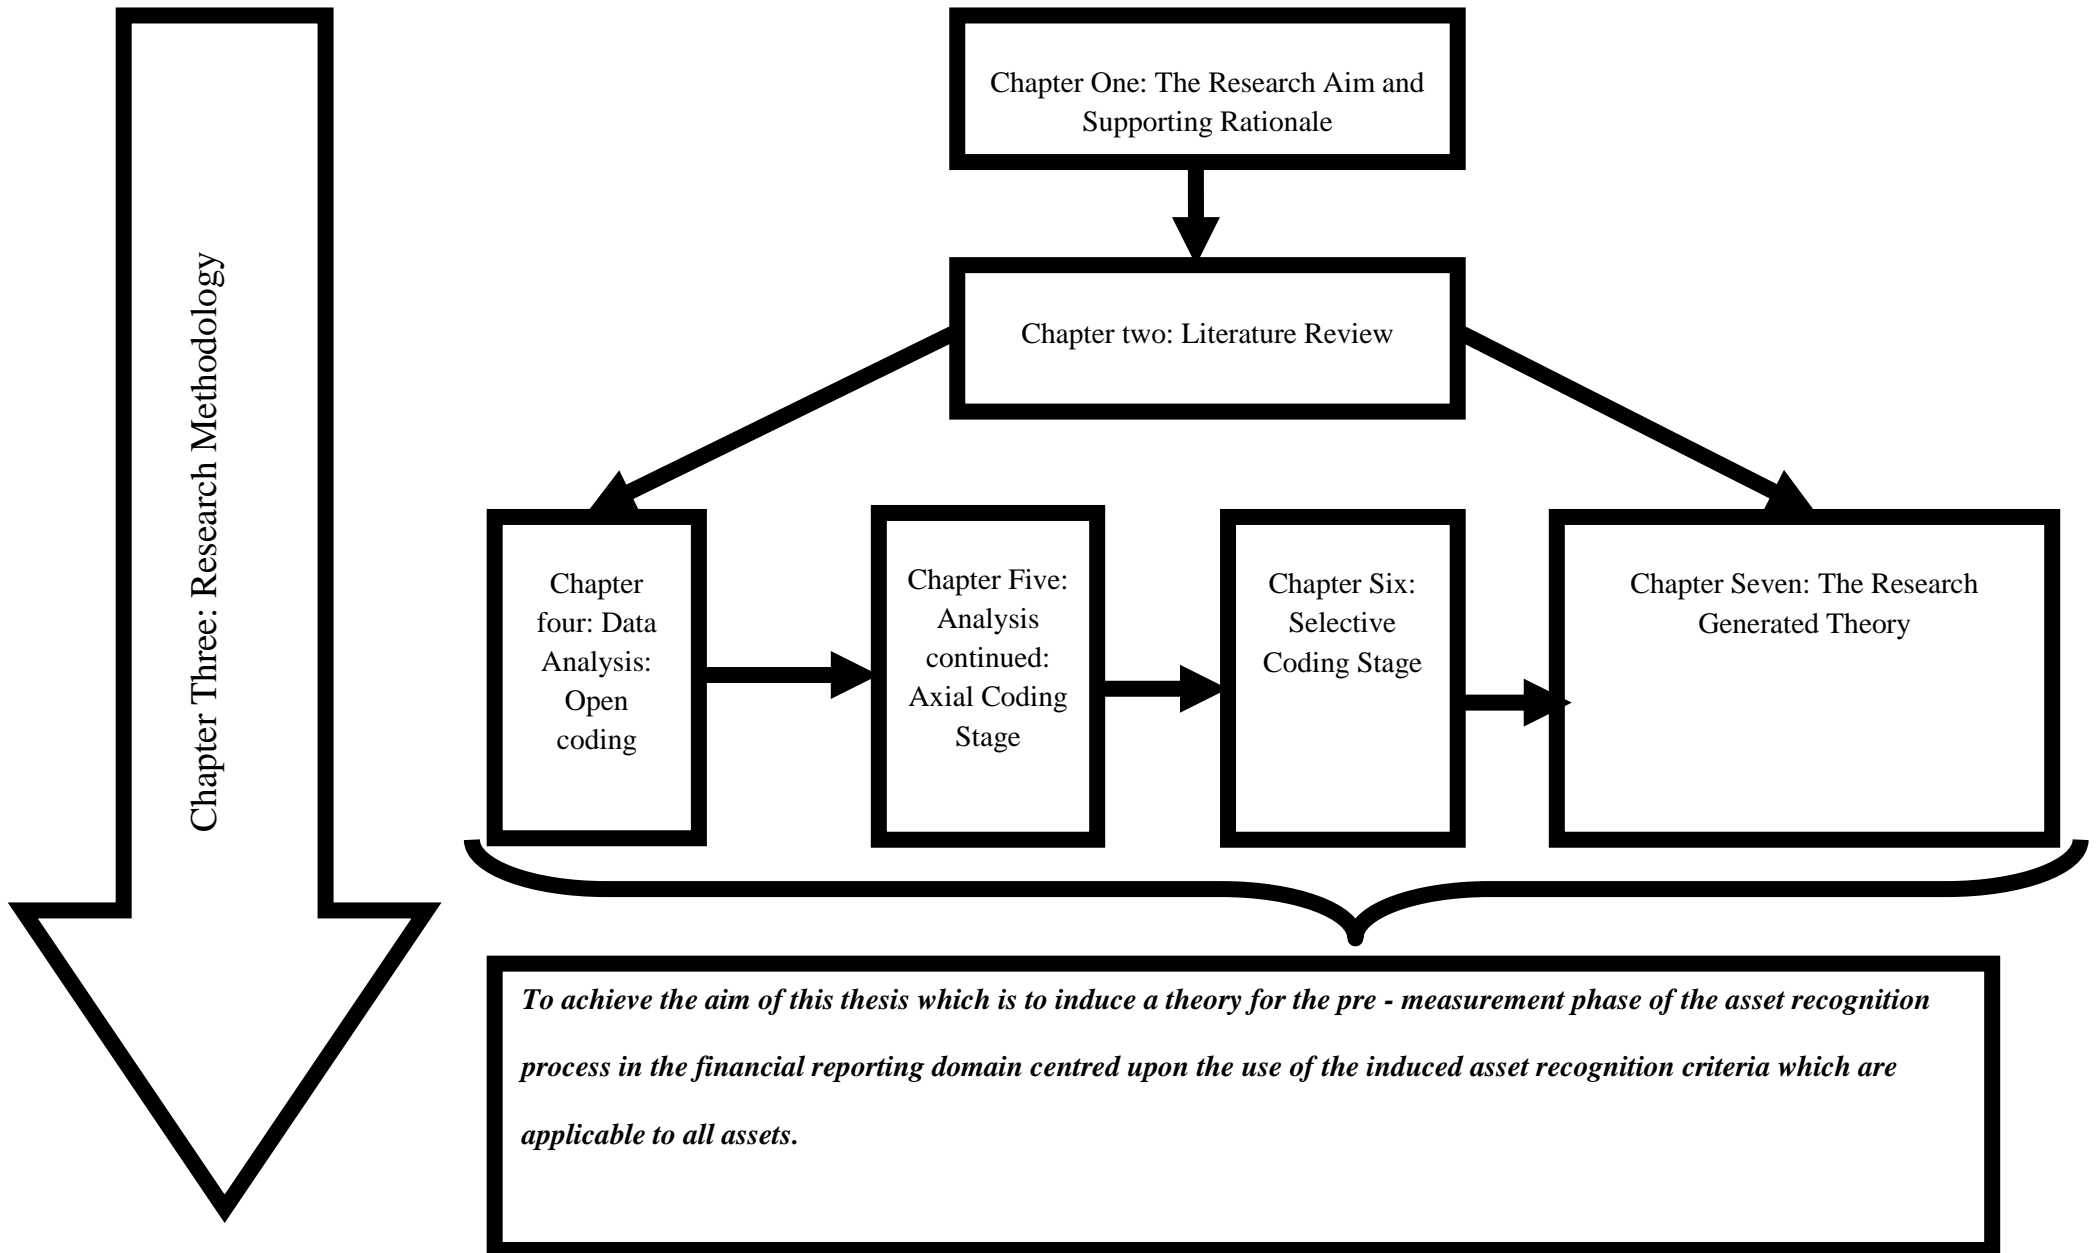 Chapter Three: Research Methodology
Chapter One: The Research Aim and
Supporting Rationale
Chapter two: Literature Review
Chapter
four: Data
Analysis:
Open
coding
Chapter Five:
Analysis
continued:
Axial Coding
Stage
Chapter Six:
Selective
Coding Stage
Chapter Seven: The Research
Generated Theory
To achieve the aim of this thesis which is to induce a theory for the pre - measurement phase of the asset recognition
process in the financial reporting domain centred upon the use of the induced asset recognition criteria which are
applicable to all assets.